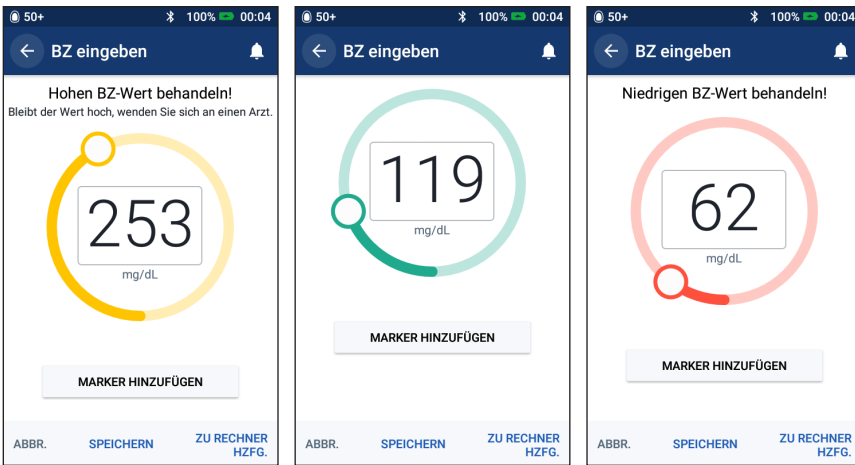 50+ 100% 00:04
BZ eingeben
Hohen BZ-Wert behandeln!
Bleibt der Wert hoch, wenden Sie sich an einen Arzt.
253
mg/dL
MARKER HINZUFÜGEN
ABBR.
SPEICHERN
ZU RECHNER
HZFG.
50+ 100% 00:04
BZ eingeben
119
mg/dL
MARKER HINZUFÜGEN
ABBR.
SPEICHERN
ZU RECHNER
HZFG.
50+ 100% 00:04
BZ eingeben
Niedrigen BZ-Wert behandeln!
62
mg/dL
MARKER HINZUFÜGEN
ABBR.
SPEICHERN
ZU RECHNER
HZFG.